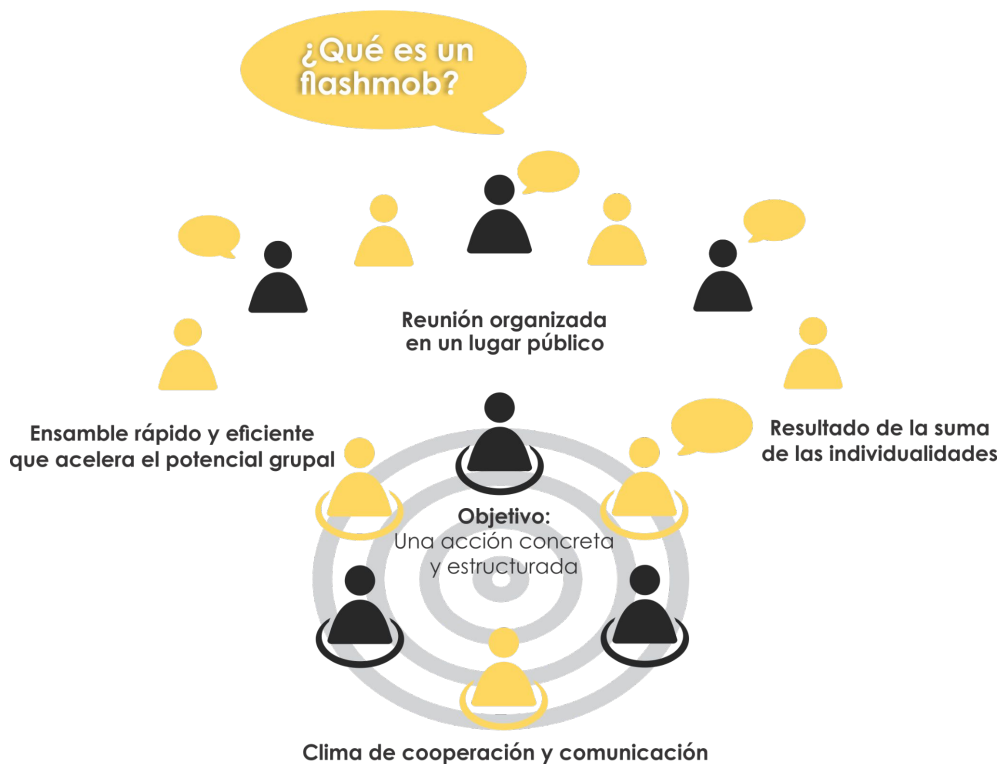 ¿Qué es un
flashmob?
Reunión organizada
en un lugar público
Ensamble rápido y eficiente
que acelera el potencial grupal
Resultado de la suma
de las individualidades
Objetivo:
Una acción concreta
y estructurada
Clima de cooperación y comunicación